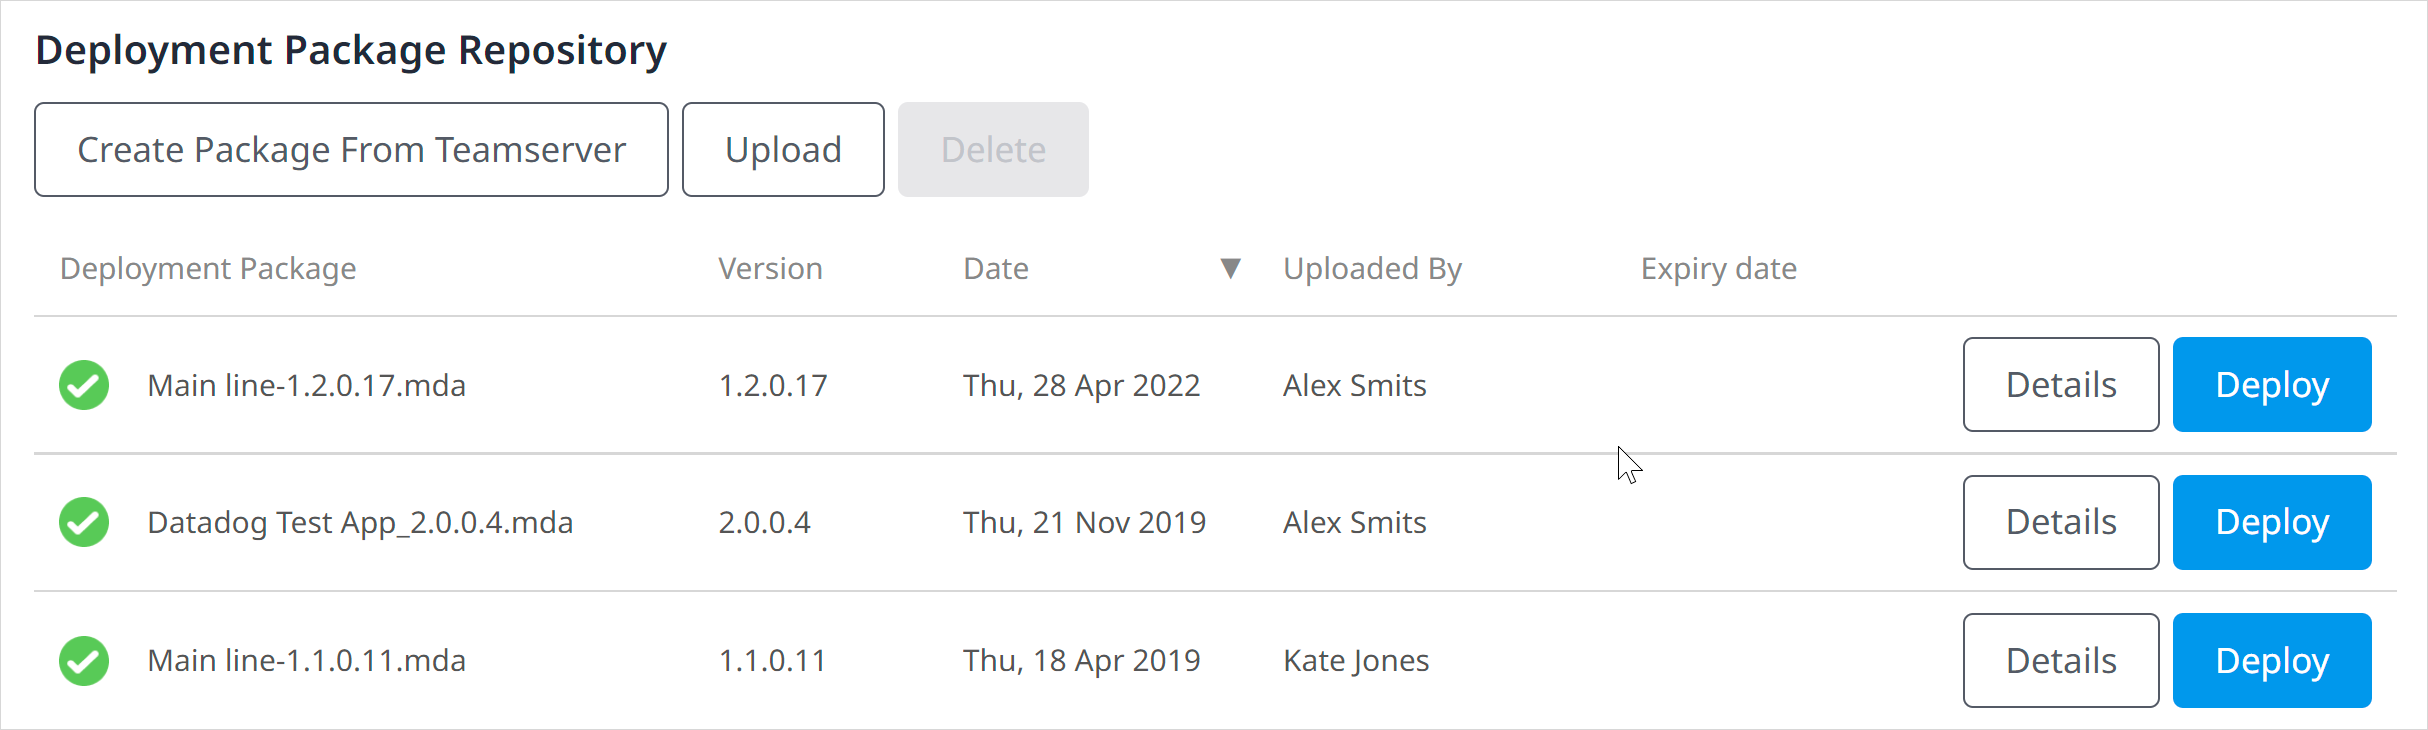 Deployment Package Repository
Create Package From Teamserver Upload Delete
Deployment Package Version Date ▼ Uploaded By Expiry date
Main line-1.2.0.17.mda 1.2.0.17 Thu, 28 Apr 2022 Alex Smits Details Deploy
Datadog Test App_2.0.0.4.mda 2.0.0.4 Thu, 21 Nov 2019 Alex Smits Details Deploy
Main line-1.1.0.11.mda 1.1.0.11 Thu, 18 Apr 2019 Kate Jones Details Deploy